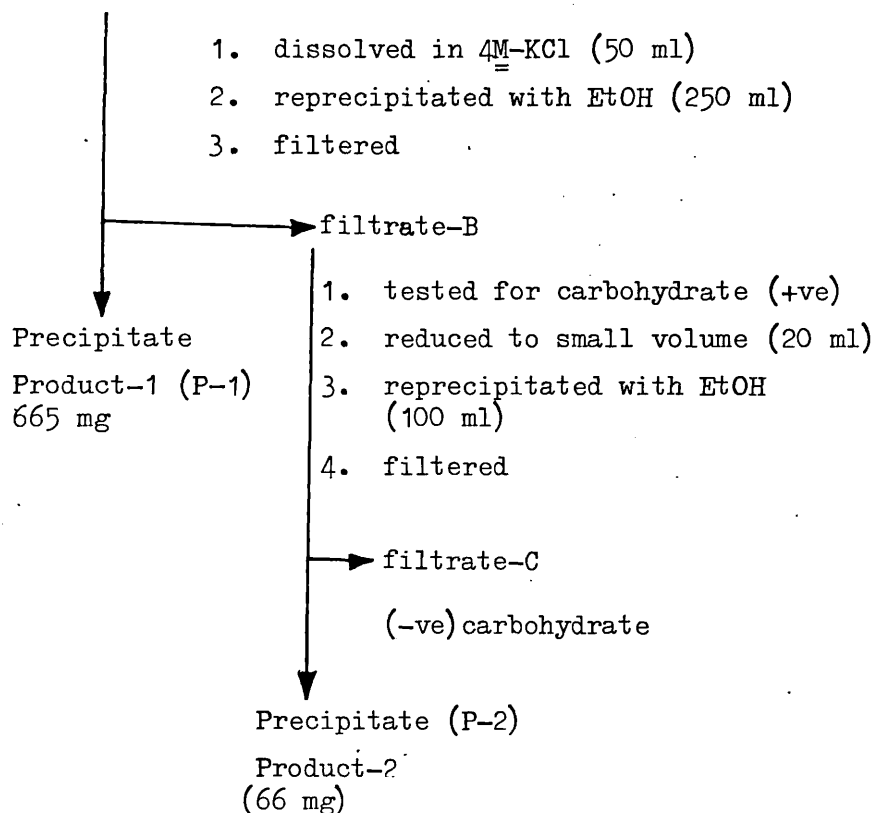 1. dissolved in 4M-KCl (50 ml)
2. reprecipitated with EtOH (250 ml)
3. filtered
filtrate-B
1. tested for carbohydrate (+ve)
2. reduced to small volume (20 ml)
3. reprecipitated with EtOH
(100 ml)
4. filtered
Precipitate
Product-1 (P-1)
665 mg
filtrate-C
(-ve) carbohydrate
Precipitate (P-2)
Product-2
(66 mg)